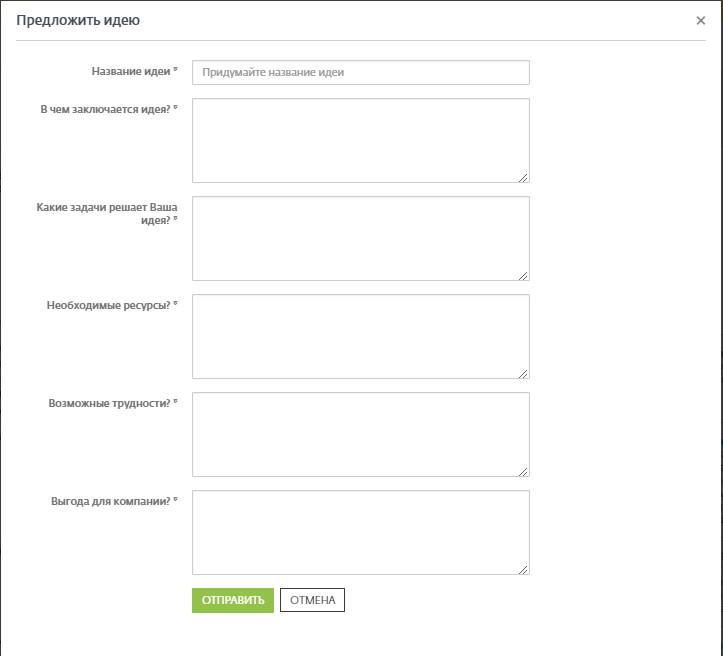 Предложить идею
×
Название идеи *
Придумайте название идеи
В чем заключается идея? *
Какие задачи решает Ваша
идея? *
Необходимые ресурсы? *
Возможные трудности? *
Выгода для компании? *
ОТПРАВИТЬ ОТМЕНА